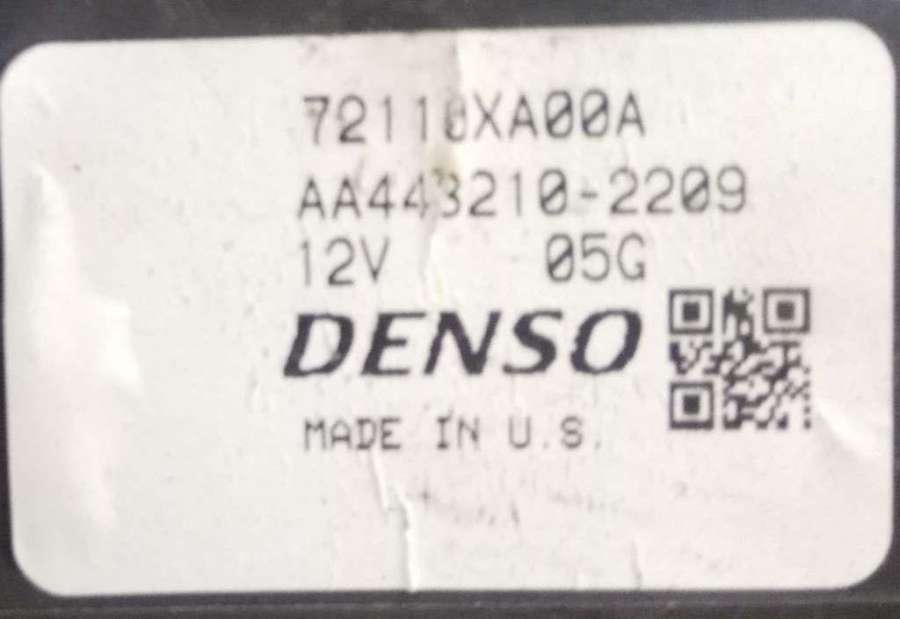 72110XA00A
AA443210-2209
12V 05G
DENSO
MADE IN U.S.